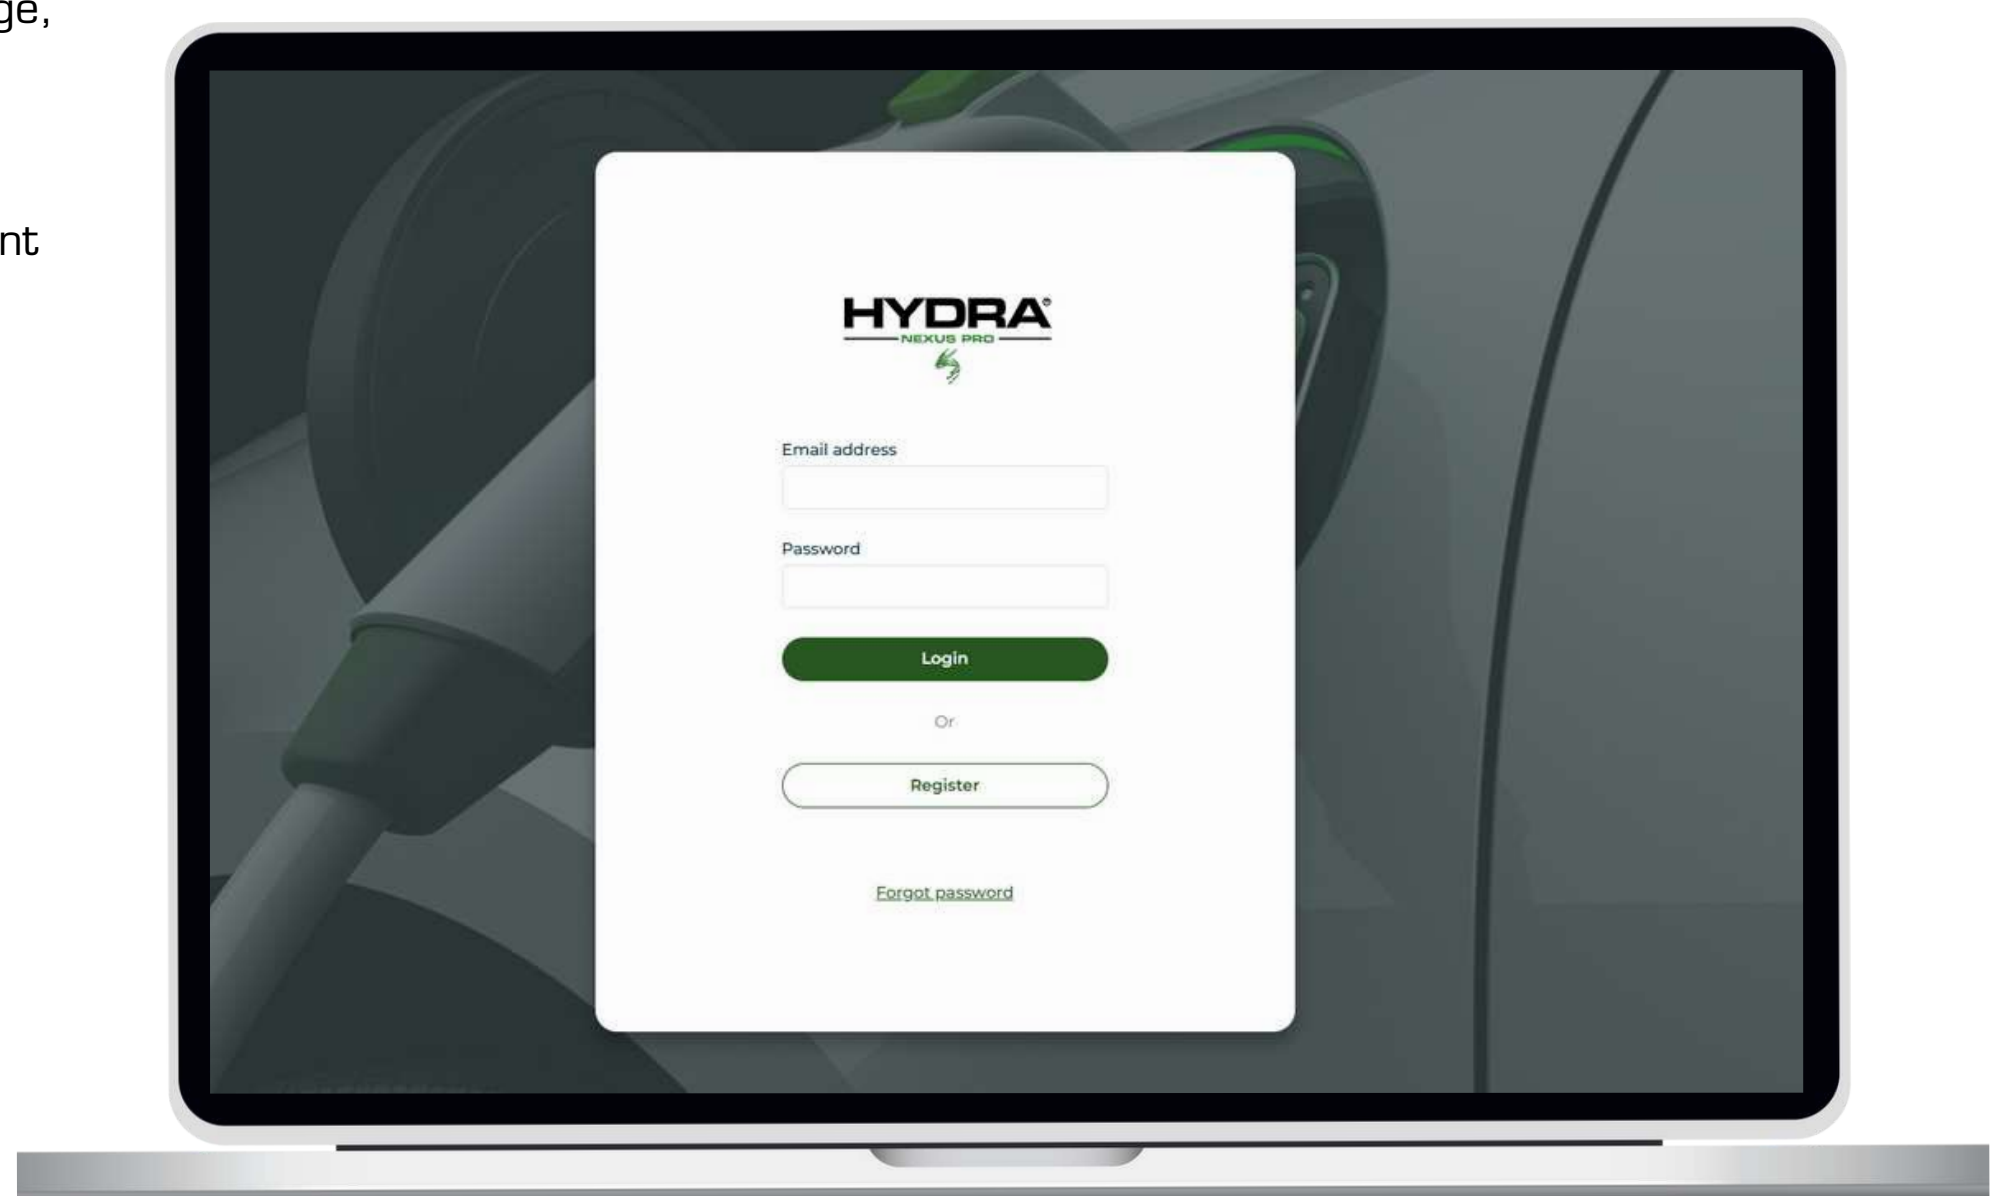 ge,
nt
HYDRA®
NEXUS PRO
Email address
Password
Login
Or
Register
Forgot password